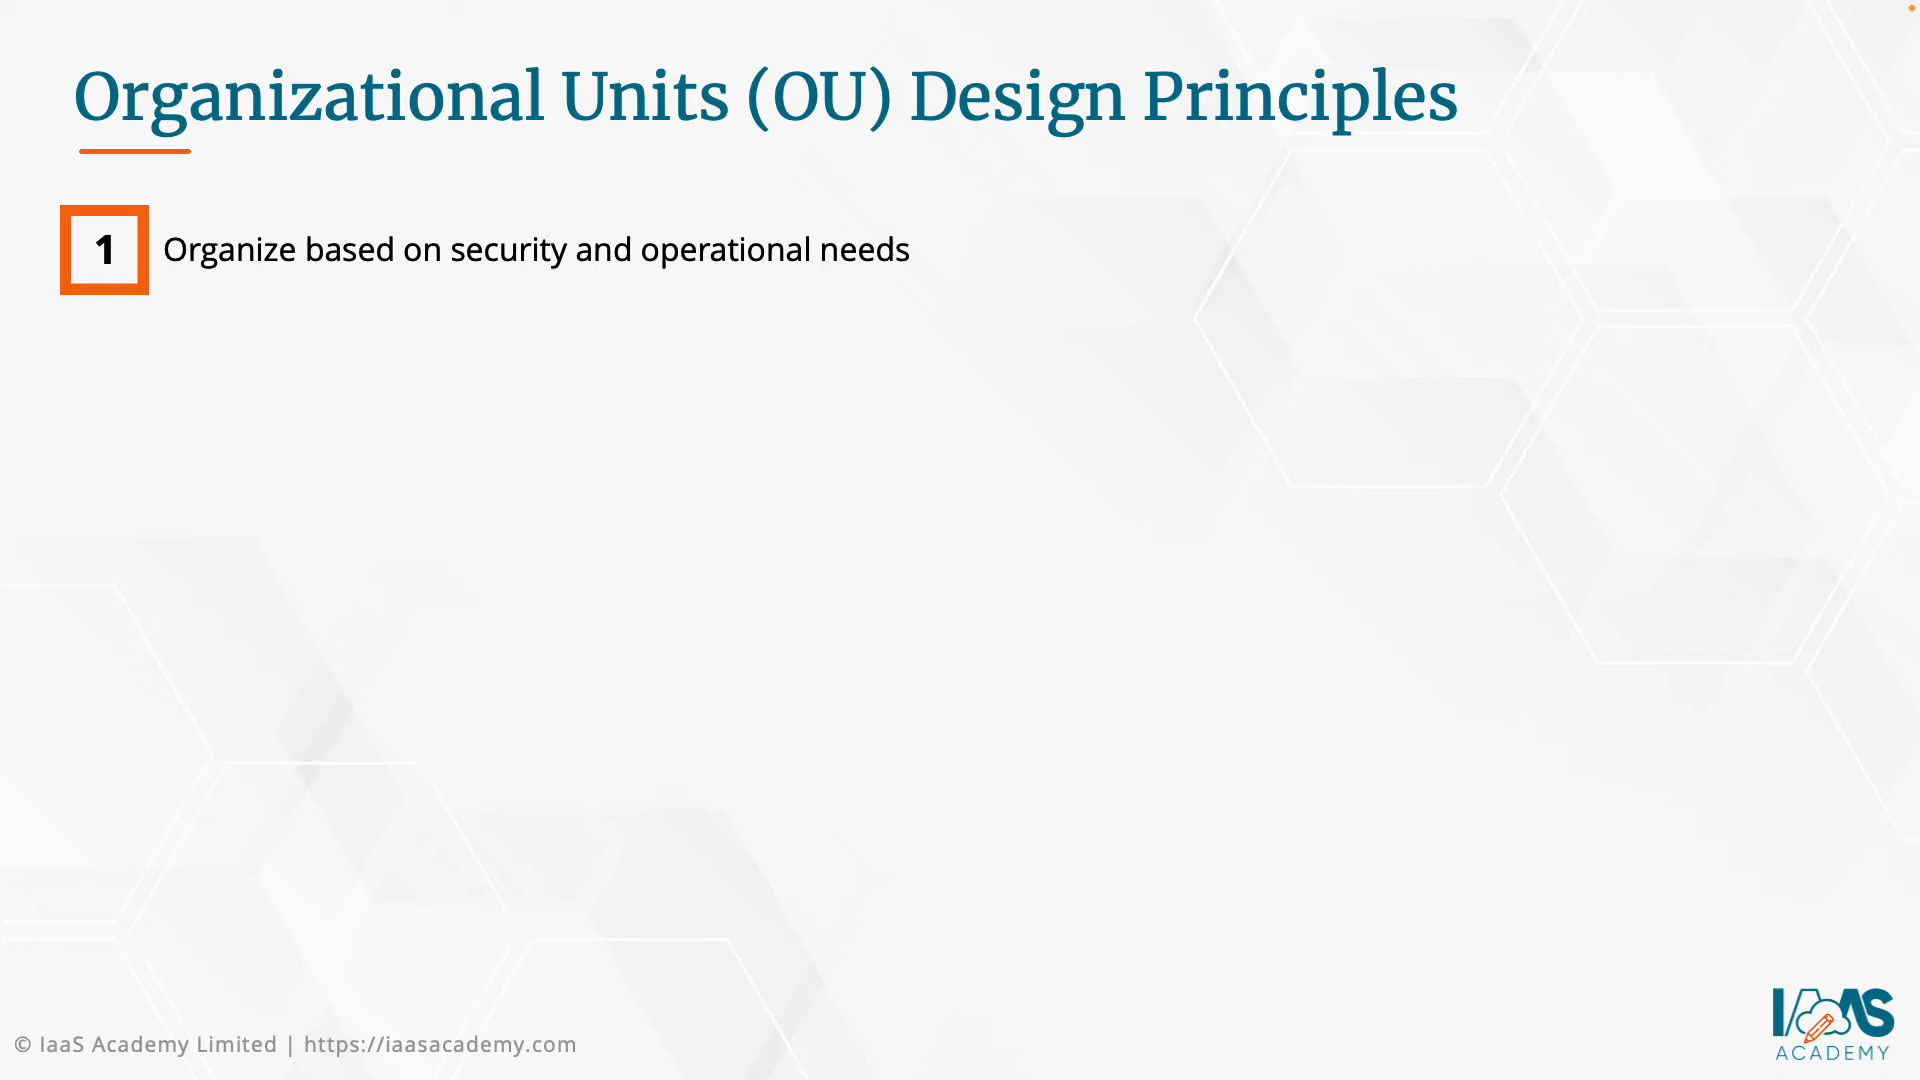 Organizational Units (OU) Design Principles
1 Organize based on security and operational needs
© IaaS Academy Limited | https://iaasacademy.com
IAAS
ACADEMY